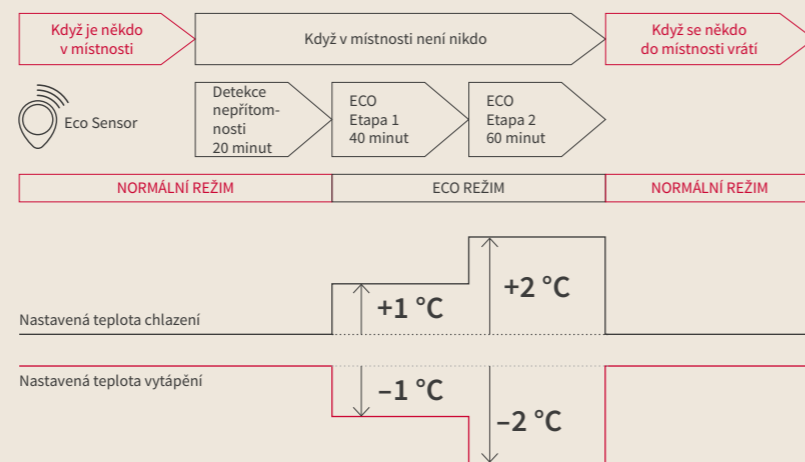 Když je někdo
v místnosti
Když v místnosti není nikdo
Když se někdo
do místnosti vrátí
Eco Sensor
Detekce
nepřítom-
nosti
20 minut
ECO
Etapa 1
40 minut
ECO
Etapa 2
60 minut
NORMÁLNÍ REŽIM
ECO REŽIM
NORMÁLNÍ REŽIM
+1 °C
+2 °C
Nastavená teplota chlazení
Nastavená teplota vytápění
–1 °C
–2 °C